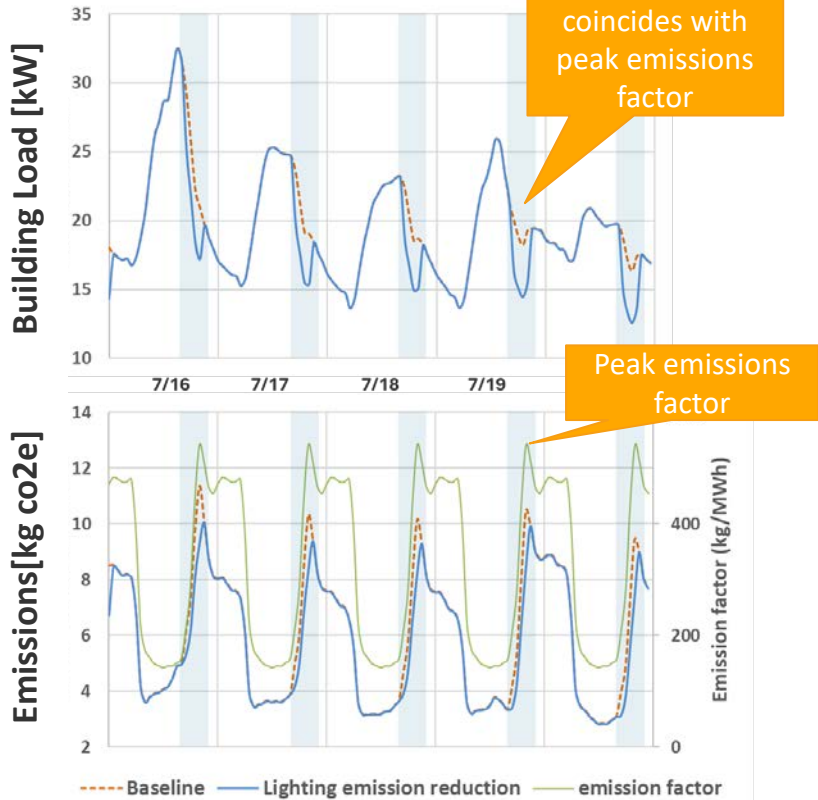 coincides with
peak emissions
factor
Building Load [kW]
35
30
25
20
15
10
7/16
7/17
7/18
7/19
Peak emissions
factor
Emissions[kg co2e]
14
12
10
8
6
4
2
400
200
0
Emission factor (kg/MWh)
Baseline
Lighting emission reduction
emission factor